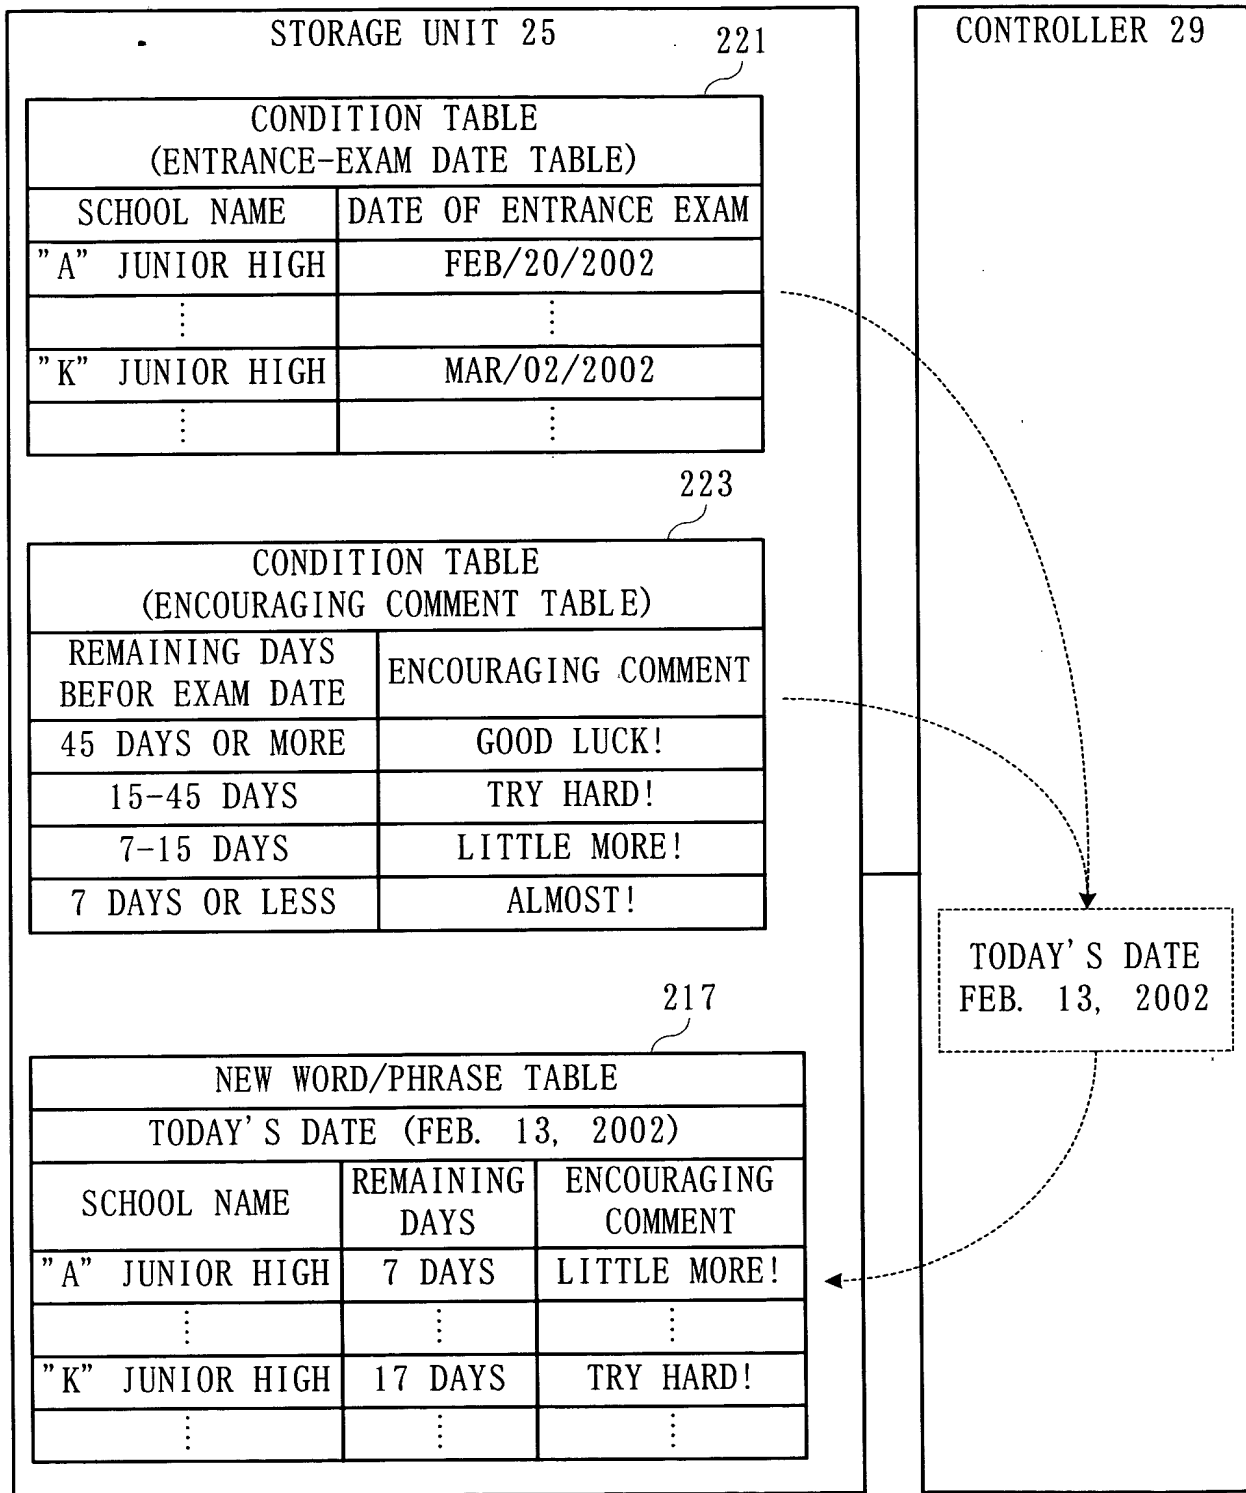 STORAGE UNIT 25
CONTROLLER 29
221
CONDITION TABLE
(ENTRANCE-EXAM DATE TABLE)
SCHOOL NAME DATE OF ENTRANCE EXAM
"A" JUNIOR HIGH FEB/20/2002
⋮ ⋮
"K" JUNIOR HIGH MAR/02/2002
⋮ ⋮
223
CONDITION TABLE
(ENCOURAGING COMMENT TABLE)
REMAINING DAYS
BEFOR EXAM DATE
ENCOURAGING COMMENT
45 DAYS OR MORE GOOD LUCK!
15-45 DAYS TRY HARD!
7-15 DAYS LITTLE MORE!
7 DAYS OR LESS ALMOST!
TODAY'S DATE
FEB. 13, 2002
217
NEW WORD/PHRASE TABLE
TODAY'S DATE (FEB. 13, 2002)
SCHOOL NAME
REMAINING
DAYS
ENCOURAGING
COMMENT
"A" JUNIOR HIGH 7 DAYS LITTLE MORE!
⋮ ⋮ ⋮
"K" JUNIOR HIGH 17 DAYS TRY HARD!
⋮ ⋮ ⋮